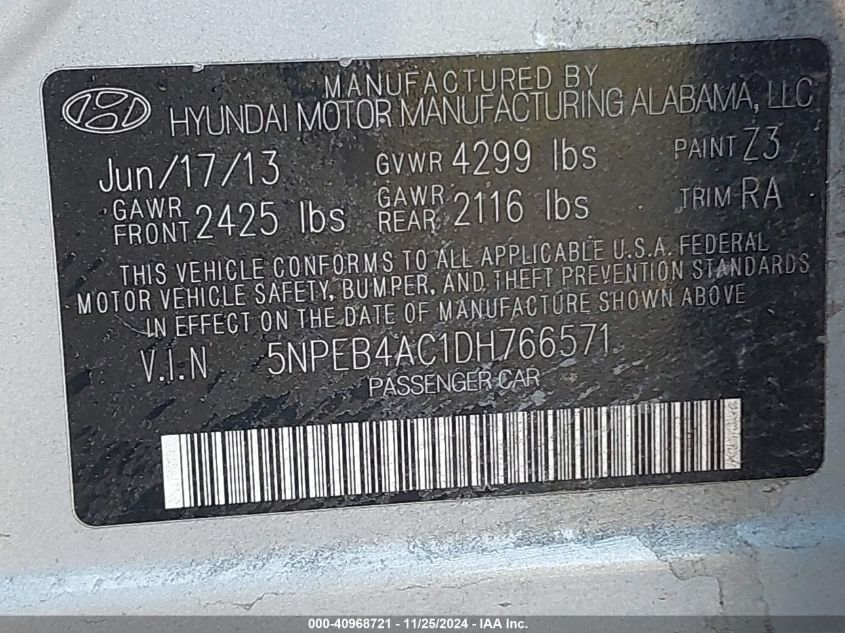 MANUFACTURED BY
HYUNDAI MOTOR MANUFACTURING ALABAMA, LLC
Jun/17/13 GVWR 4299 lbs PAINT Z3
GAWR FRONT 2425 lbs GAWR REAR 2116 lbs TRIM RA
THIS VEHICLE CONFORMS TO ALL APPLICABLE U.S.A. FEDERAL
MOTOR VEHICLE SAFETY, BUMPER, AND THEFT PREVENTION STANDARDS
IN EFFECT ON THE DATE OF MANUFACTURE SHOWN ABOVE
V.I.N 5NPEB4AC1DH766571
PASSENGER CAR
000-40968721 - 11/25/2024 - IAA Inc.